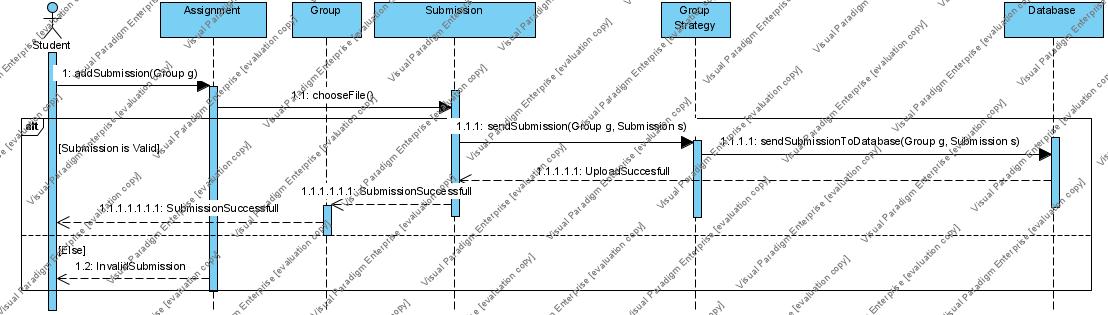 Assignment
Group
Submission
Group
Strategy
Database
Student
1: addSubmission(Group g)
1.1: chooseFile()
alt
1.1.1: sendSubmission(Group g, Submission s)
1.1.1.1: sendSubmissionToDatabase(Group g, Submission s)
[Submission is Valid]
1.1.1.1.1: UploadSuccesfull
1.1.1.1.1.1: SubmissionSuccessfull
1.1.1.1.1.1.1: SubmissionSuccessfull
[Else]
1.2: InvalidSubmission
Visual Paradigm Enterprise [evaluation copy]